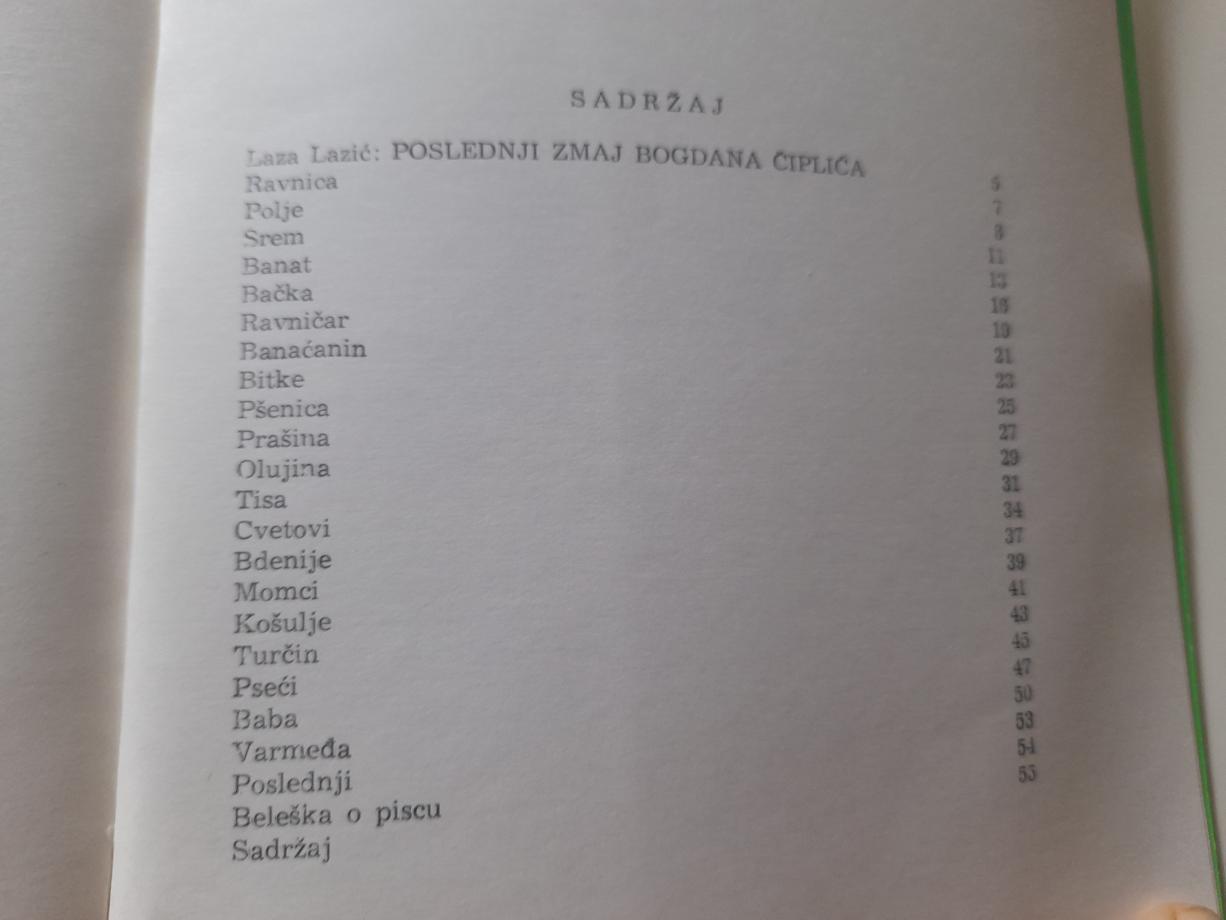 SADRŽAJ
Laza Lazić: POSLEDNJI ZMAJ BOGDANA ČIPLIĆA 5
Ravnica 7
Polje 8
Srem 11
Banat 13
Bačka 16
Ravničar 19
Banaćanin 21
Bitke 23
Pšenica 25
Prašina 27
Olujina 29
Tisa 31
Cvetovi 34
Bdenije 37
Momci 39
Košulje 41
Turčin 43
Pseći 45
Baba 47
Varmeđa 50
Poslednji 53
Beleška o piscu 54
Sadržaj 55